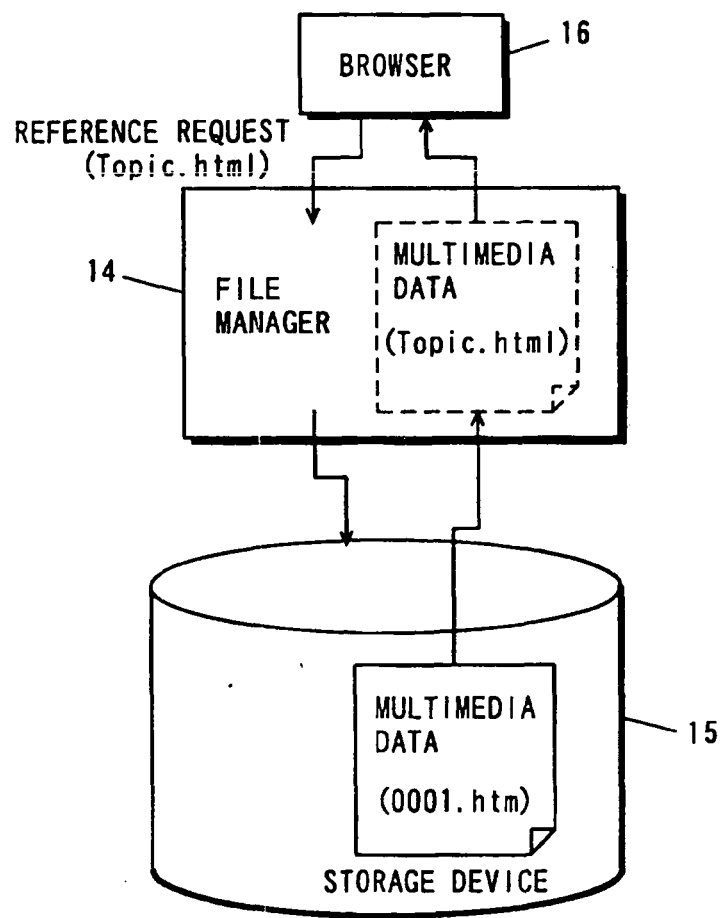 16
BROWSER
REFERENCE REQUEST
(Topic.html)
14
FILE
MANAGER
MULTIMEDIA
DATA
(Topic.html)
MULTIMEDIA
DATA
(0001.htm)
15
STORAGE DEVICE